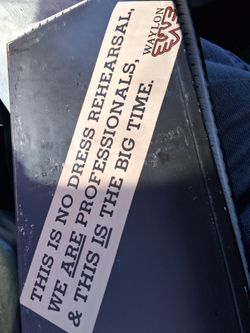 THIS IS NO DRESS REHEARSAL,
WE ARE PROFESSIONALS,
& THIS IS THE BIG TIME.
WAYLON